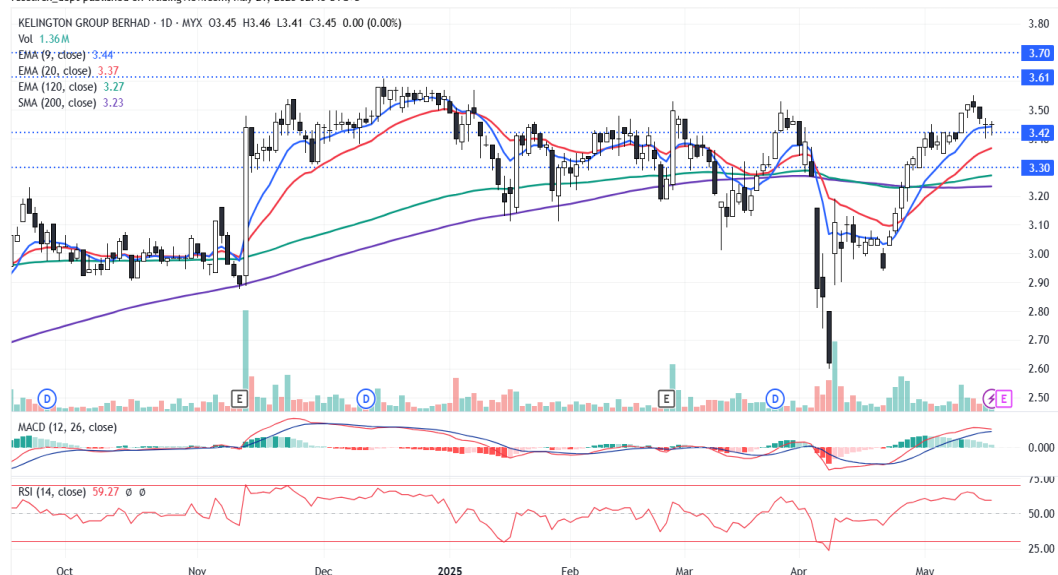 KELINGTON GROUP BERHAD · 1D · MYX O3.45 H3.46 L3.41 C3.45 0.00 (0.00%)
Vol 1.36M
EMA (9, close) 3.44
EMA (20, close) 3.37
EMA (120, close) 3.27
SMA (200, close) 3.23
3.80
3.70
3.61
3.50
3.42
3.30
3.20
3.10
3.00
2.90
2.80
2.70
2.60
2.50
D E D E D E
MACD (12, 26, close)
0.000
75.00
RSI (14, close) 59.27 ø ø
50.00
25.00
Oct Nov Dec 2025 Feb Mar Apr May